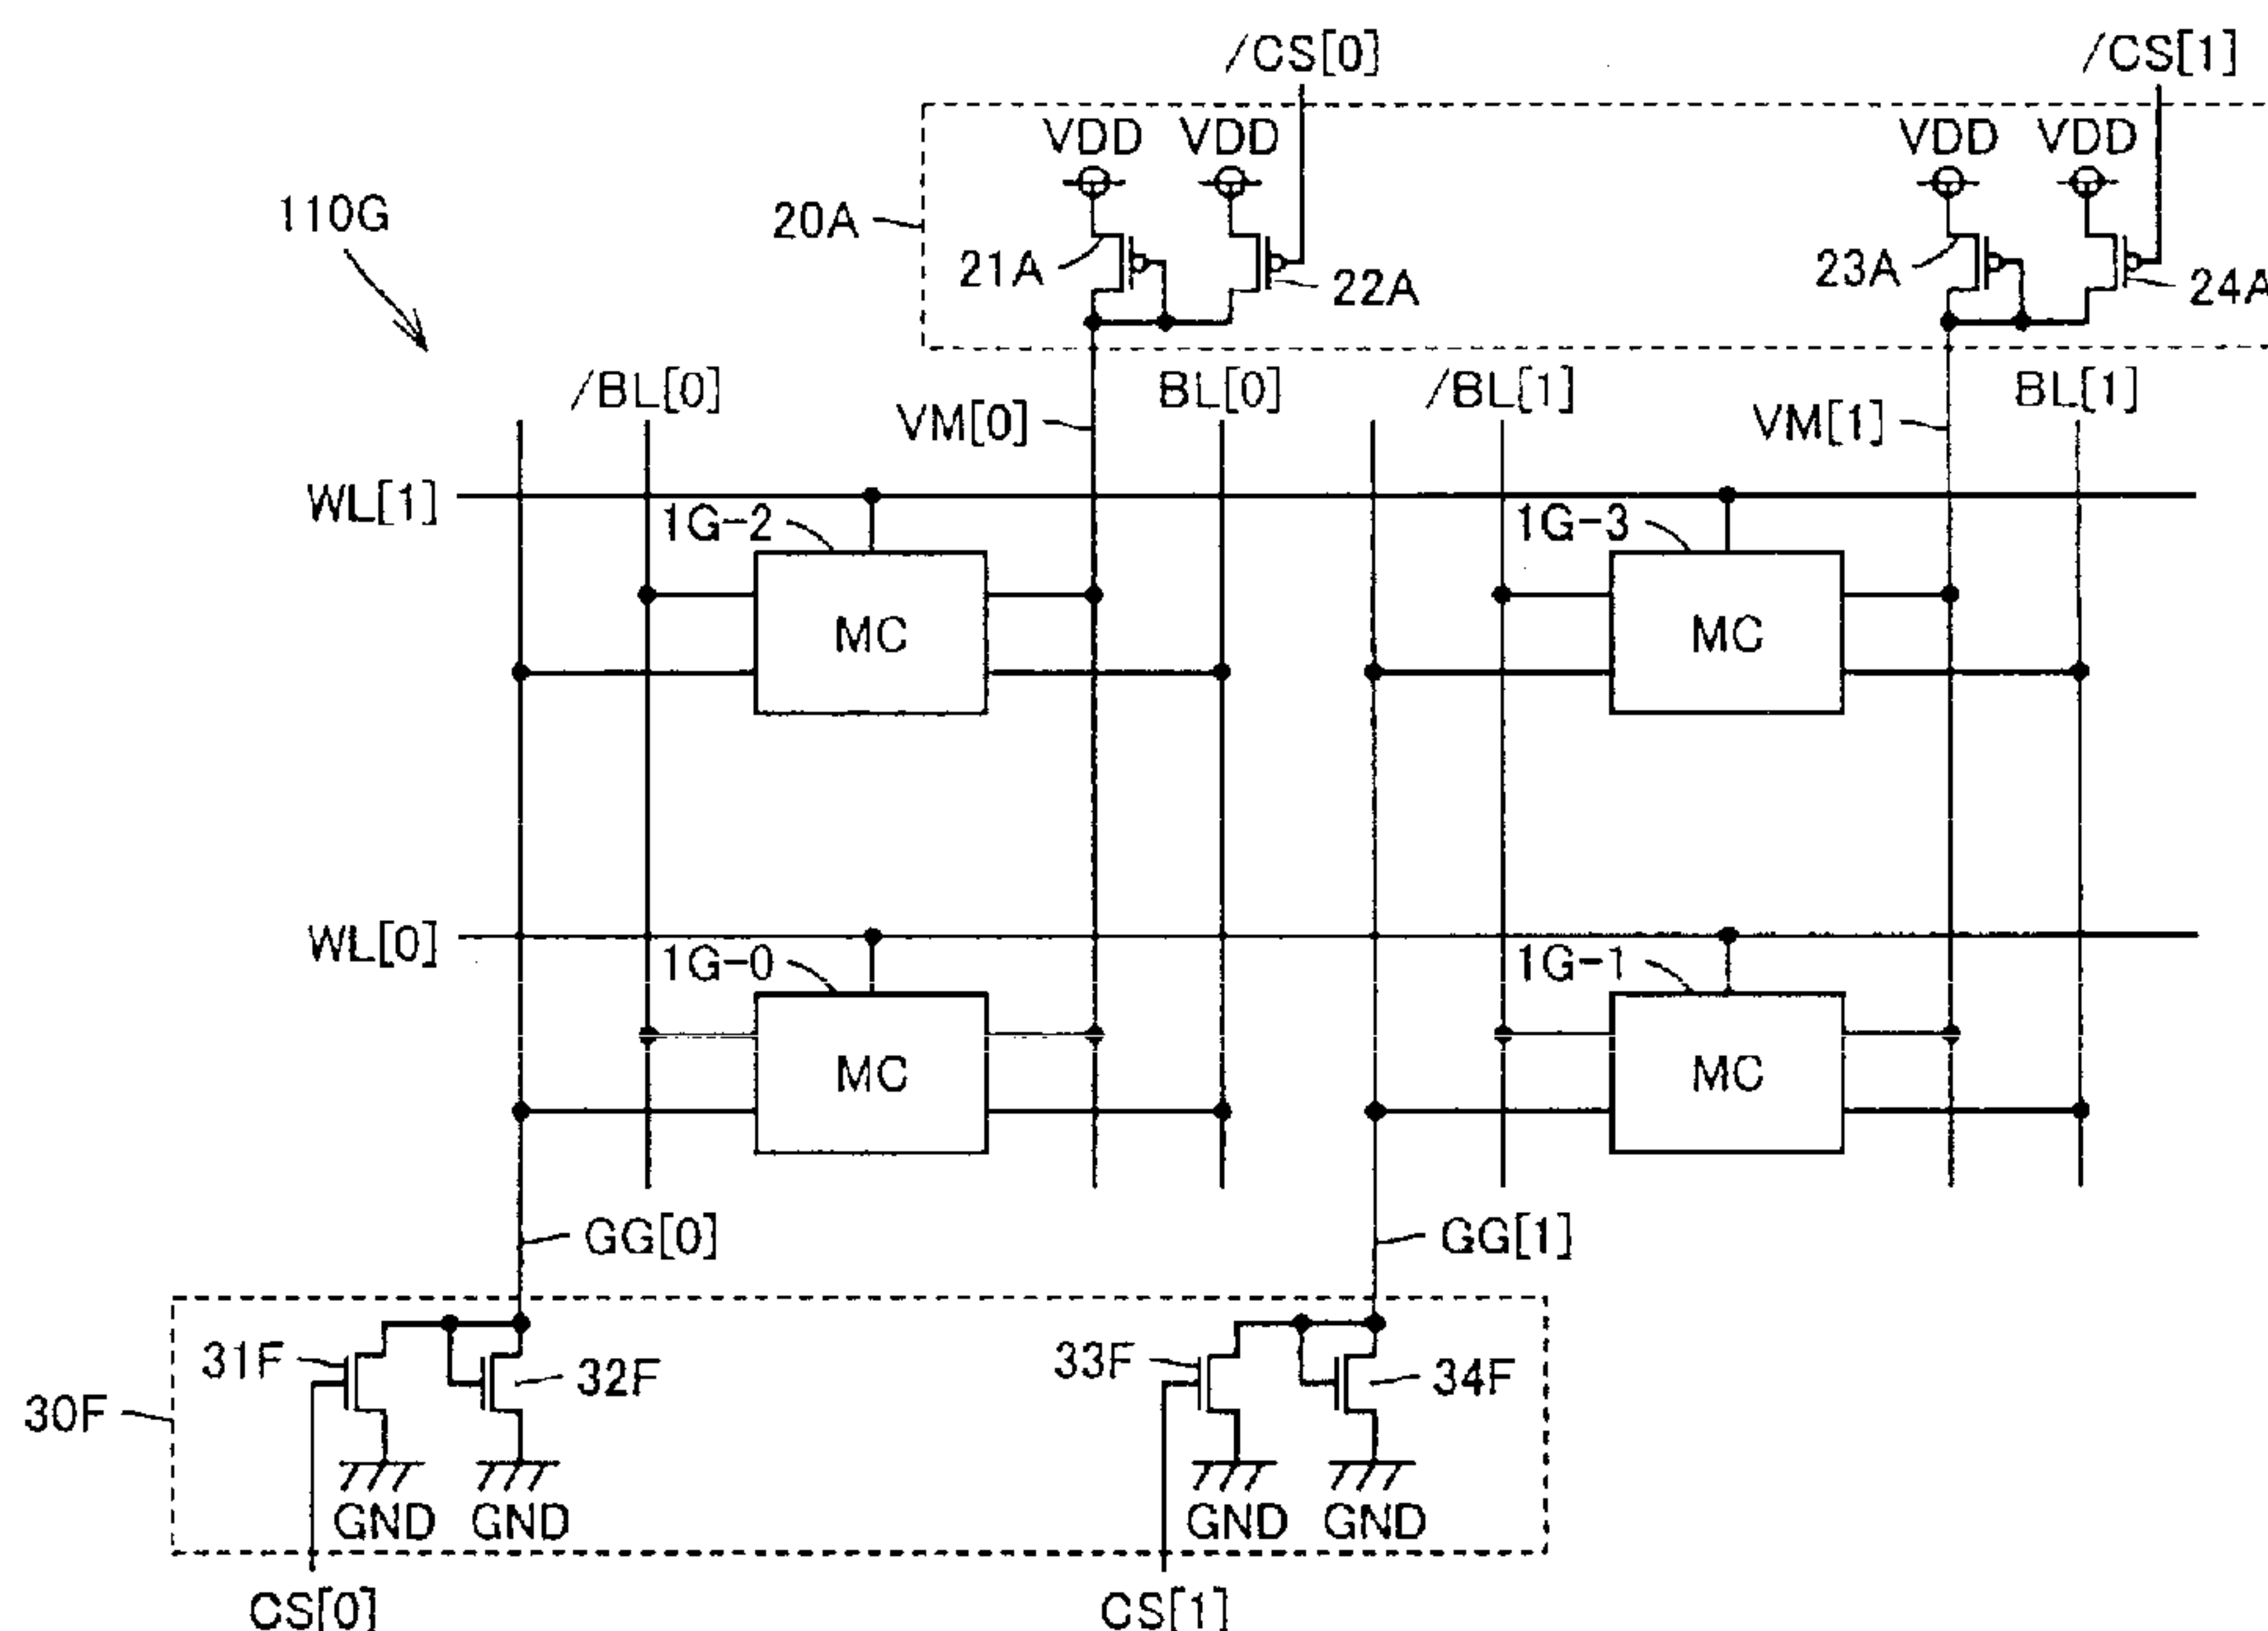 /CS[0] /CS[1]
VDD VDD VDD VDD
110G 20A
21A 22A 23A 24A
/BL[0] BL[0] /BL[1] BL[1]
VM[0] VM[1]
WL[1]
1G-2 1G-3
MC MC
WL[0]
1G-0 1G-1
MC MC
GG[0] GG[1]
31F 32F 33F 34F
30F
GND GND GND GND
CS[0] CS[1]